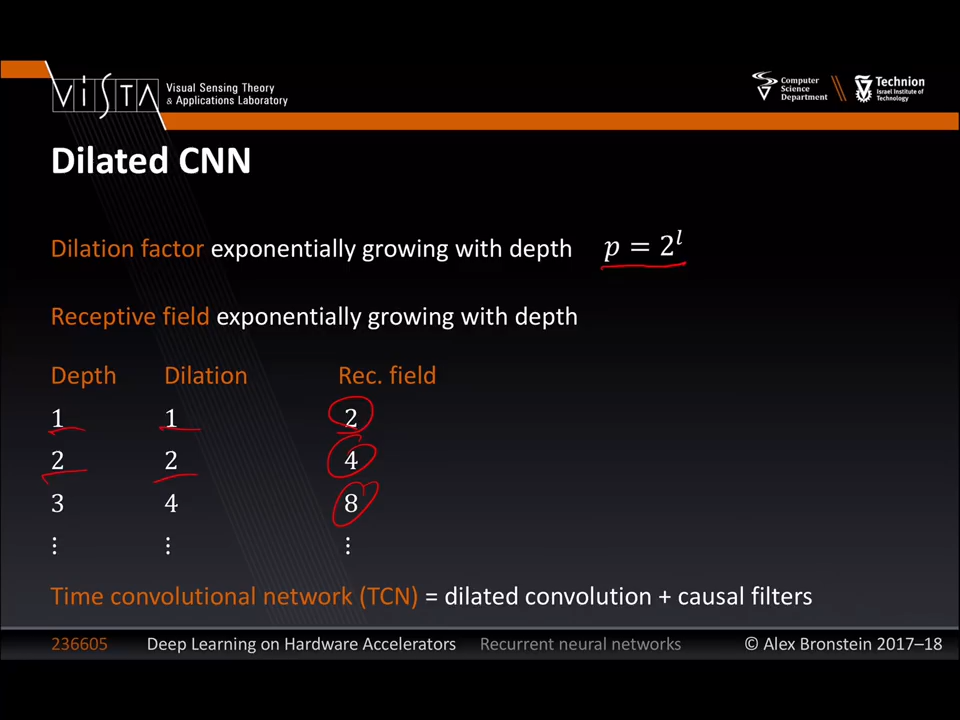 VISTA
Visual Sensing Theory
& Applications Laboratory
Computer
Science
Department
Technion
Israel Institute of
Technology
Dilated CNN
Dilation factor exponentially growing with depth p = 2^l
Receptive field exponentially growing with depth
Depth Dilation Rec. field
1 1 2
2 2 4
3 4 8
⋮ ⋮ ⋮
Time convolutional network (TCN) = dilated convolution + causal filters
236605 Deep Learning on Hardware Accelerators Recurrent neural networks © Alex Bronstein 2017–18